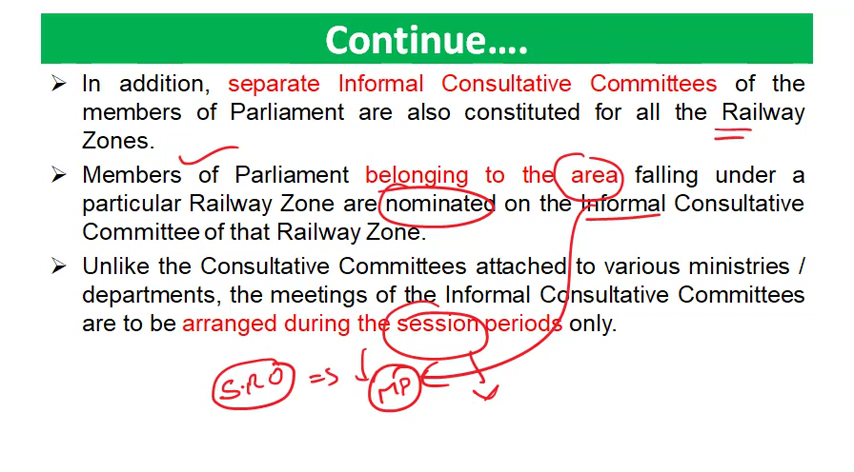 Continue....
➢ In addition, separate Informal Consultative Committees of the
members of Parliament are also constituted for all the Railway
Zones.
➢ Members of Parliament belonging to the area falling under a
particular Railway Zone are nominated on the Informal Consultative
Committee of that Railway Zone.
➢ Unlike the Consultative Committees attached to various ministries /
departments, the meetings of the Informal Consultative Committees
are to be arranged during the session periods only.
S.R.O => MP